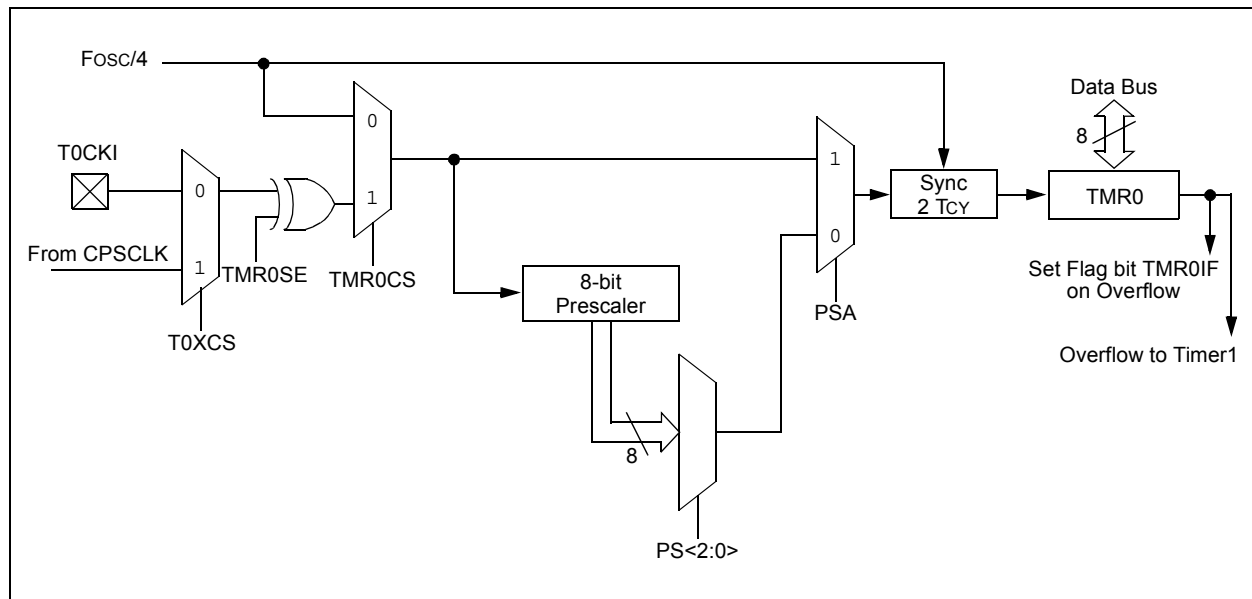 FOSC/4
Data Bus
8
0
T0CKI
0
1
1
Sync
2 TCY
TMR0
From CPSCLK
1
TMR0SE
TMR0CS
0
8-bit
Prescaler
Set Flag bit TMR0IF
on Overflow
PSA
T0XCS
Overflow to Timer1
8
PS<2:0>